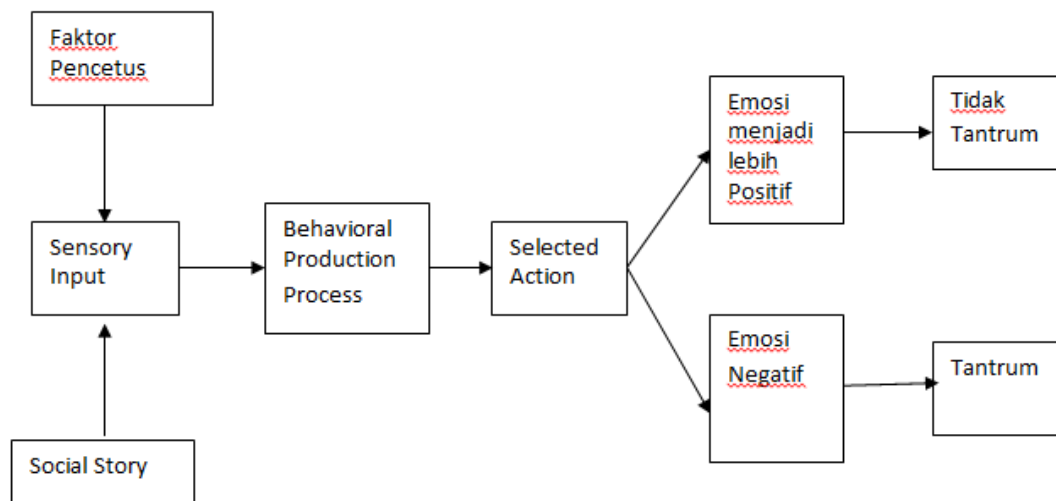 Faktor
Pencetus
Sensory
Input
Social Story
Behavioral
Production
Process
Selected
Action
Emosi
menjadi
lebih
Positif
Tidak
Tantrum
Emosi
Negatif
Tantrum